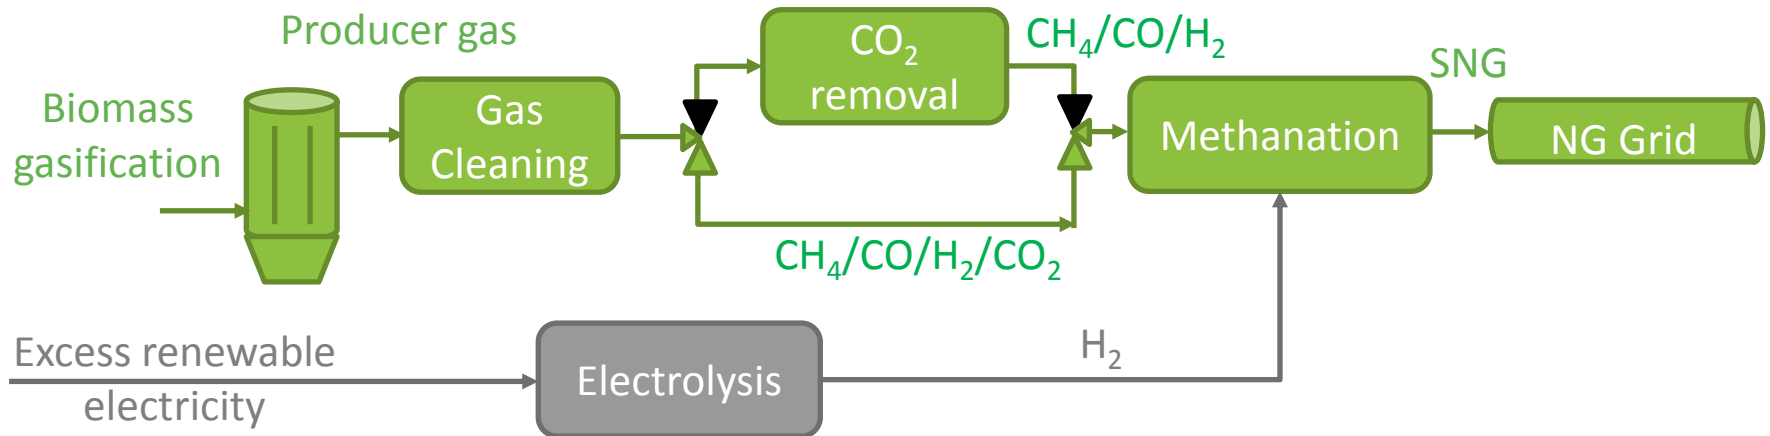 Producer gas
Biomass
gasification
Gas
Cleaning
CO₂
removal
CH₄/CO/H₂
CH₄/CO/H₂/CO₂
Methanation
SNG
NG Grid
Excess renewable
electricity
Electrolysis
H₂